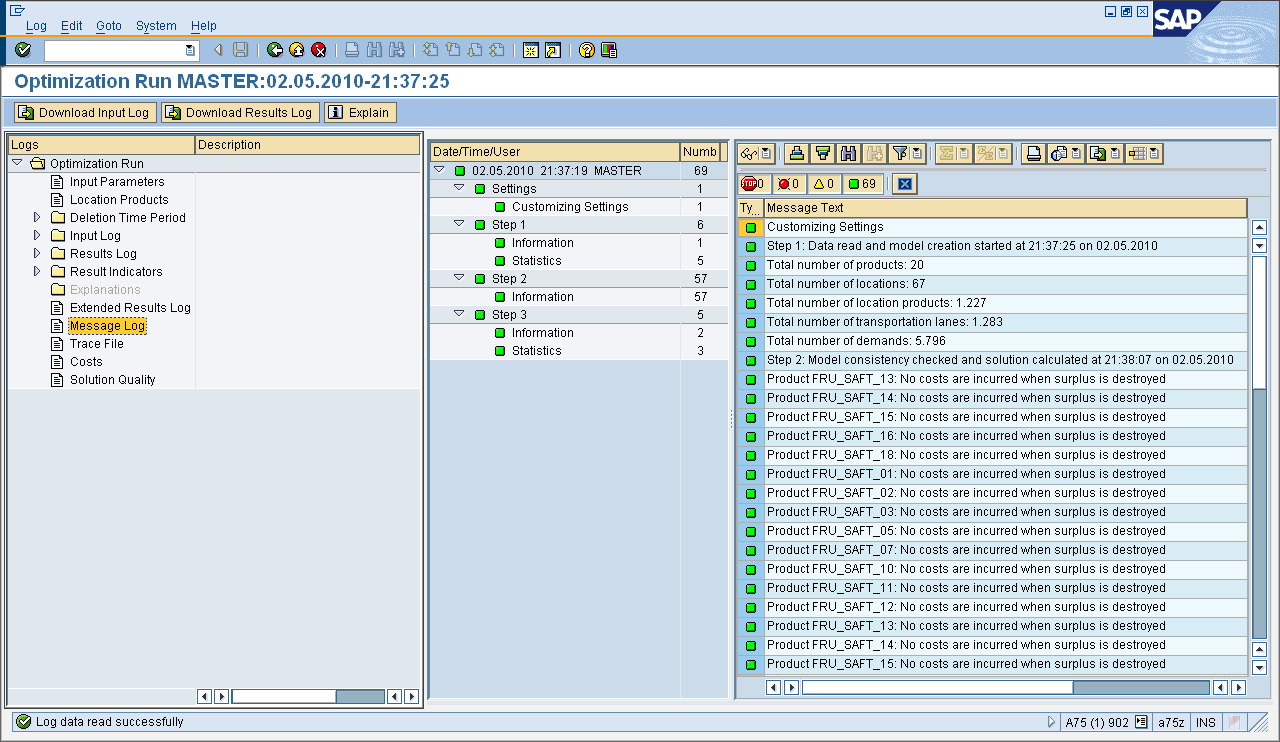 Log Edit Goto System Help
SAP
Optimization Run MASTER:02.05.2010-21:37:25
Download Input Log Download Results Log Explain
Logs Description
Optimization Run
Input Parameters
Location Products
Deletion Time Period
Input Log
Results Log
Result Indicators
Explanations
Extended Results Log
Message Log
Trace File
Costs
Solution Quality
Date/Time/User Numb
02.05.2010 21:37:19 MASTER 69
Settings 1
Customizing Settings 1
Step 1 6
Information 1
Statistics 5
Step 2 57
Information 57
Step 3 5
Information 2
Statistics 3
STOP 0 0 0 69
Ty.. Message Text
Customizing Settings
Step 1: Data read and model creation started at 21:37:25 on 02.05.2010
Total number of products: 20
Total number of locations: 67
Total number of location products: 1.227
Total number of transportation lanes: 1.283
Total number of demands: 5.796
Step 2: Model consistency checked and solution calculated at 21:38:07 on 02.05.2010
Product FRU_SAFT_13: No costs are incurred when surplus is destroyed
Product FRU_SAFT_14: No costs are incurred when surplus is destroyed
Product FRU_SAFT_15: No costs are incurred when surplus is destroyed
Product FRU_SAFT_16: No costs are incurred when surplus is destroyed
Product FRU_SAFT_18: No costs are incurred when surplus is destroyed
Product FRU_SAFT_01: No costs are incurred when surplus is destroyed
Product FRU_SAFT_02: No costs are incurred when surplus is destroyed
Product FRU_SAFT_03: No costs are incurred when surplus is destroyed
Product FRU_SAFT_05: No costs are incurred when surplus is destroyed
Product FRU_SAFT_07: No costs are incurred when surplus is destroyed
Product FRU_SAFT_10: No costs are incurred when surplus is destroyed
Product FRU_SAFT_11: No costs are incurred when surplus is destroyed
Product FRU_SAFT_12: No costs are incurred when surplus is destroyed
Product FRU_SAFT_13: No costs are incurred when surplus is destroyed
Product FRU_SAFT_14: No costs are incurred when surplus is destroyed
Product FRU_SAFT_15: No costs are incurred when surplus is destroyed
Log data read successfully
A75 (1) 902 a75z INS